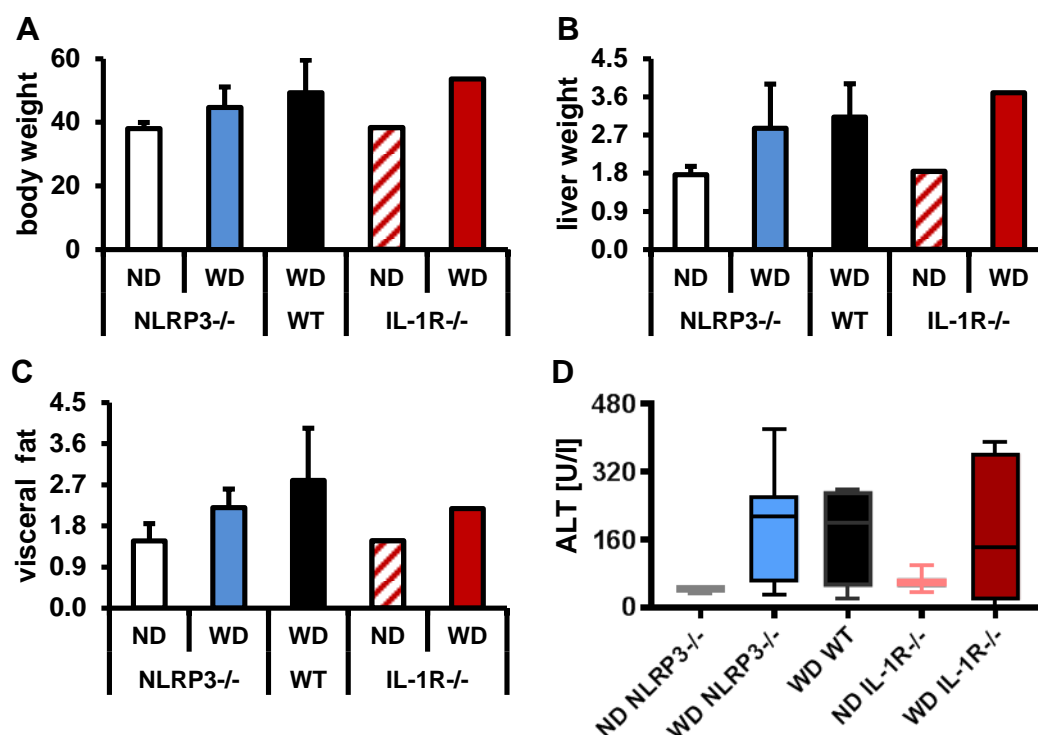 A
body weight
60
40
20
0
ND WD WD ND WD
NLRP3-/- WT IL-1R-/-
B
liver weight
4.5
3.6
2.7
1.8
0.9
0.0
ND WD WD ND WD
NLRP3-/- WT IL-1R-/-
C
visceral fat
4.5
3.6
2.7
1.8
0.9
0.0
ND WD WD ND WD
NLRP3-/- WT IL-1R-/-
D
ALT [U/l]
480
320
160
0
ND NLRP3-/-
WD NLRP3-/-
WD WT
ND IL-1R-/-
WD IL-1R-/-